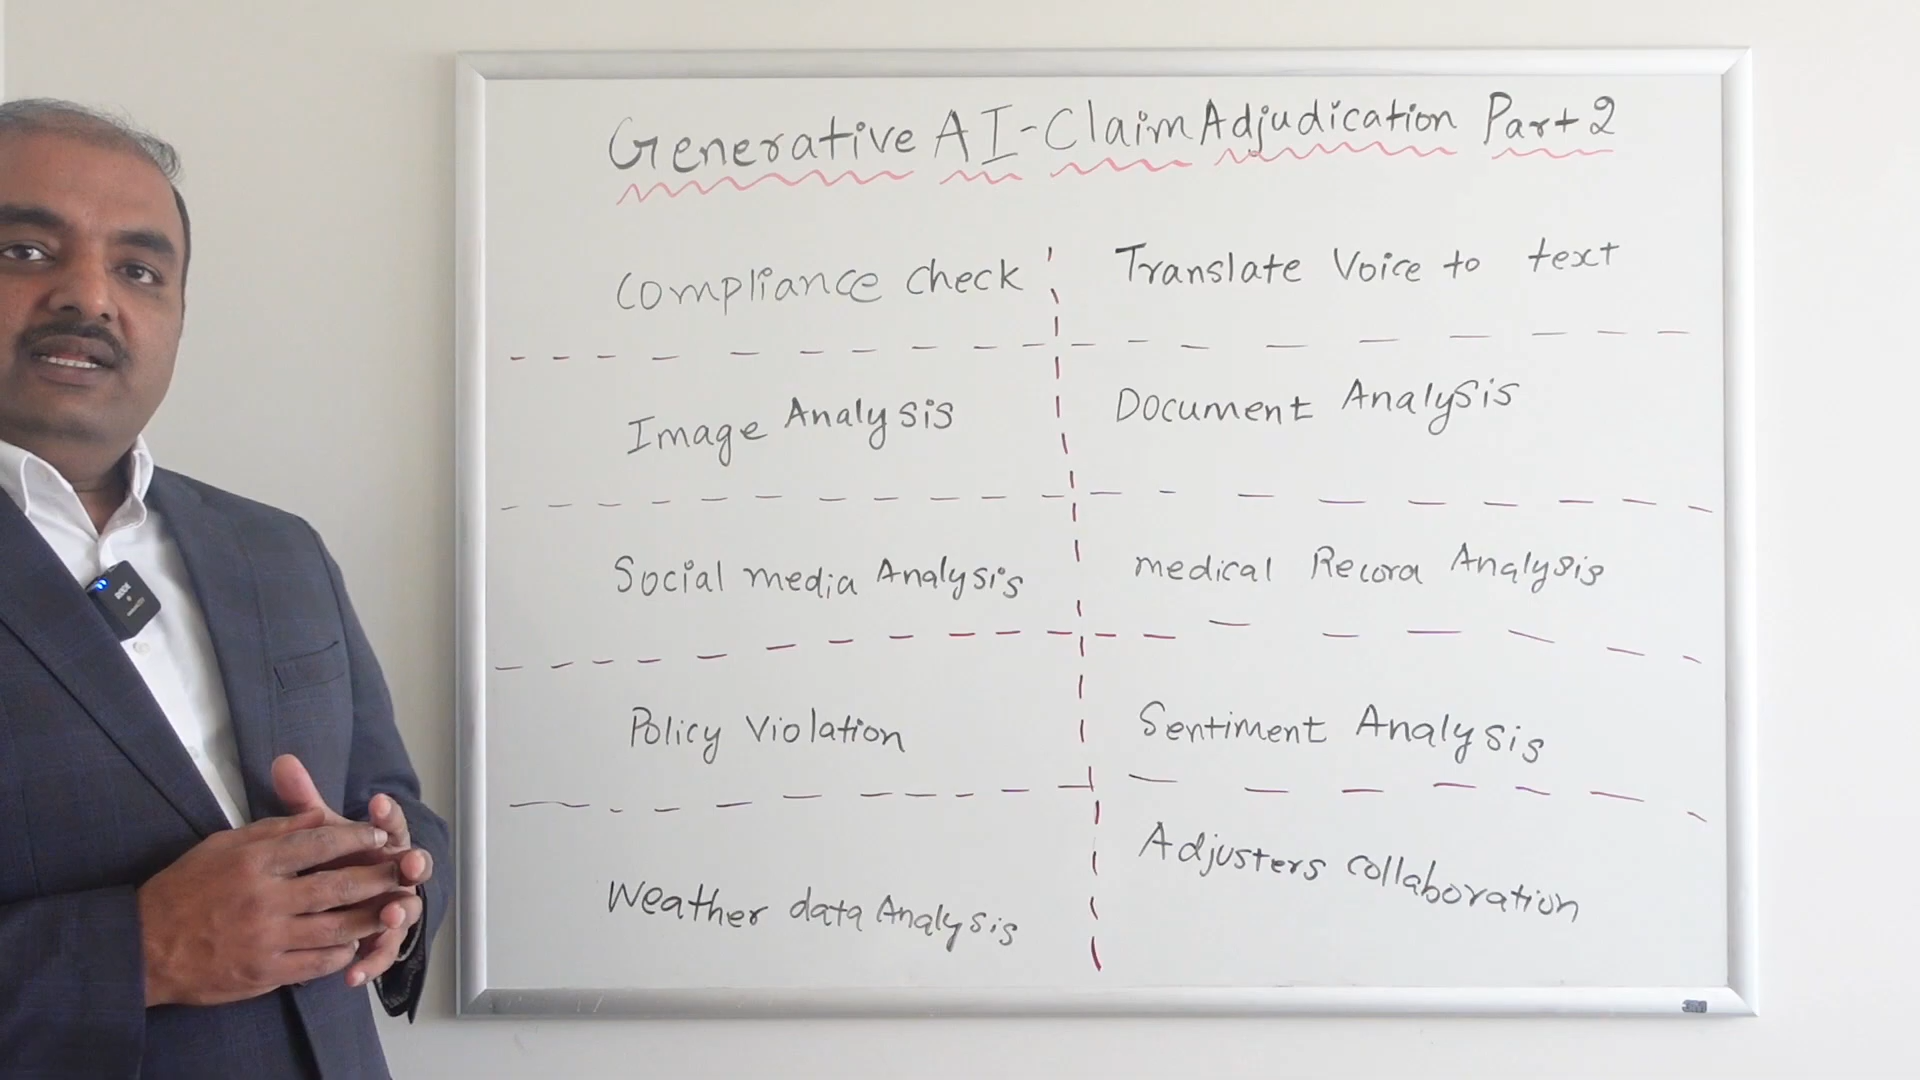 Generative AI-Claim Adjudication Part 2
Compliance check
Translate Voice to text
Image Analysis
Document Analysis
Social media Analysis
medical Record Analysis
Policy Violation
Sentiment Analysis
Weather data Analysis
Adjusters collaboration